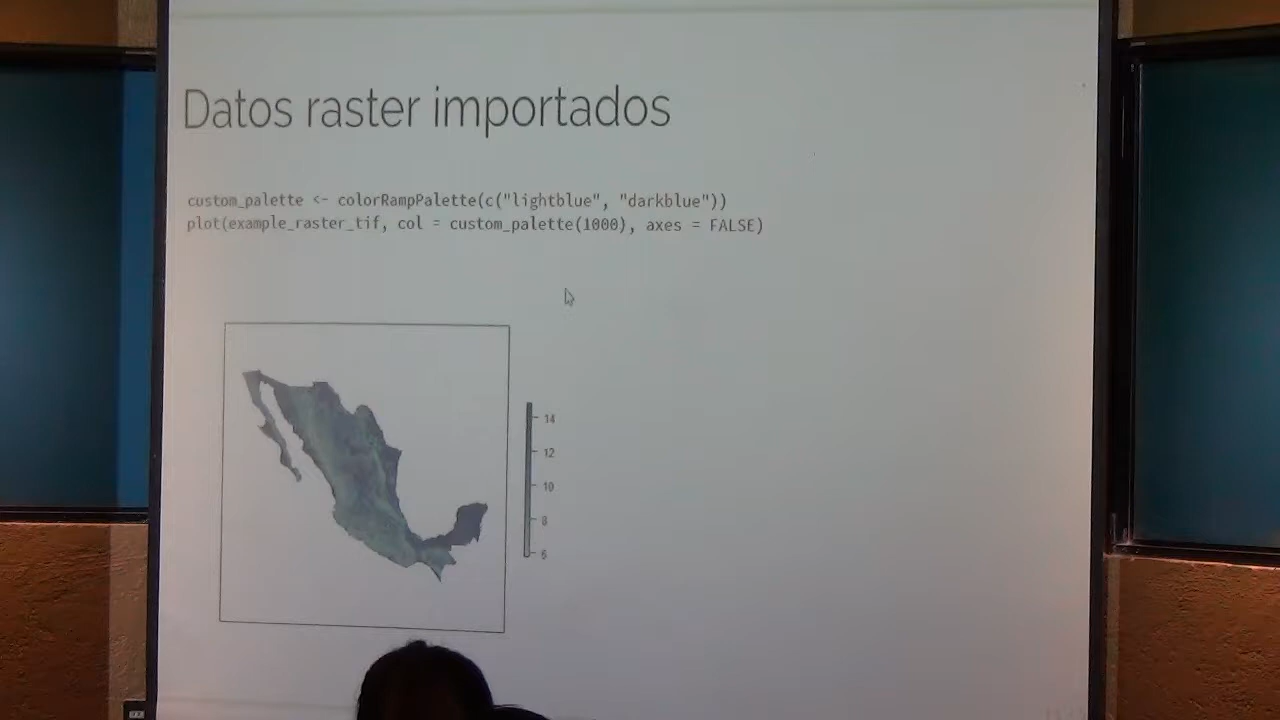 Datos raster importados
custom_palette <- colorRampPalette(c("lightblue", "darkblue"))
plot(example_raster_tif, col = custom_palette(1000), axes = FALSE)
14
12
10
8
6